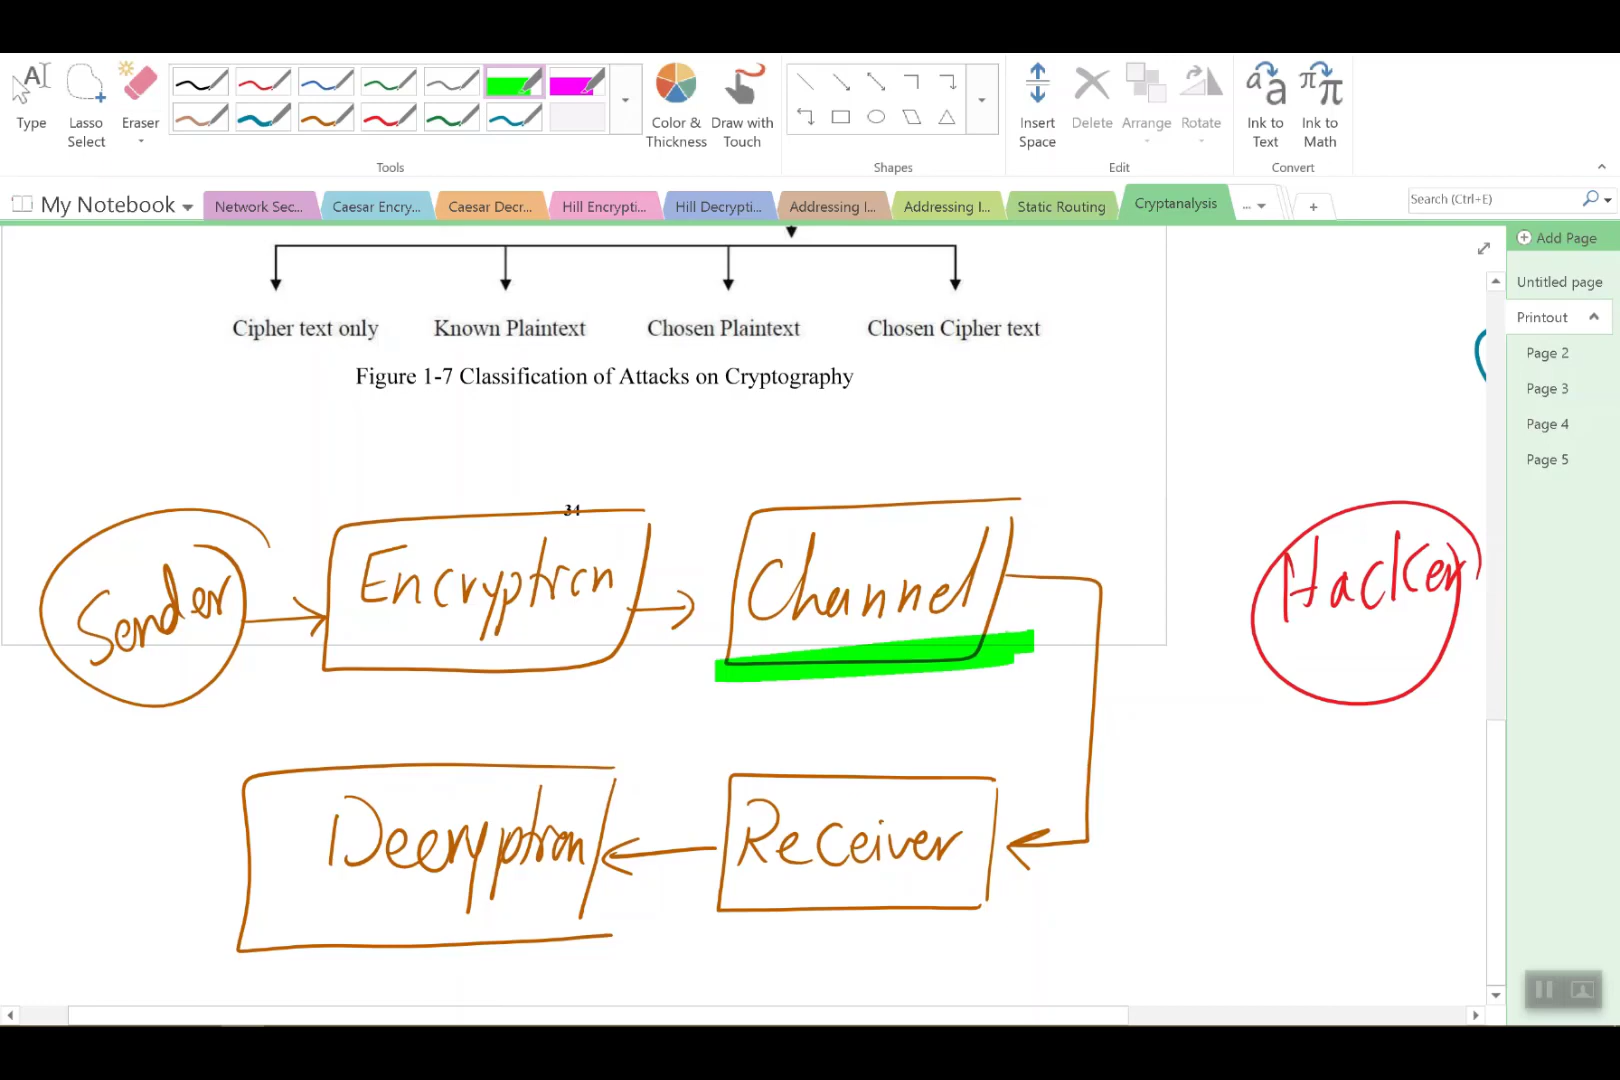 Type
Lasso Select
Eraser
Color & Thickness
Draw with Touch
Insert Space
Delete
Arrange
Rotate
Ink to Text
Ink to Math
Tools
Shapes
Edit
Convert
My Notebook
Network Sec...
Caesar Encry...
Caesar Decr...
Hill Encrypti...
Hill Decrypti...
Addressing I...
Addressing I...
Static Routing
Cryptanalysis
...
Search (Ctrl+E)
Add Page
Untitled page
Printout
Page 2
Page 3
Page 4
Page 5
Cipher text only
Known Plaintext
Chosen Plaintext
Chosen Cipher text
Figure 1-7 Classification of Attacks on Cryptography
34
Sender
Encryption
Channel
Hacker
Decryption
Receiver